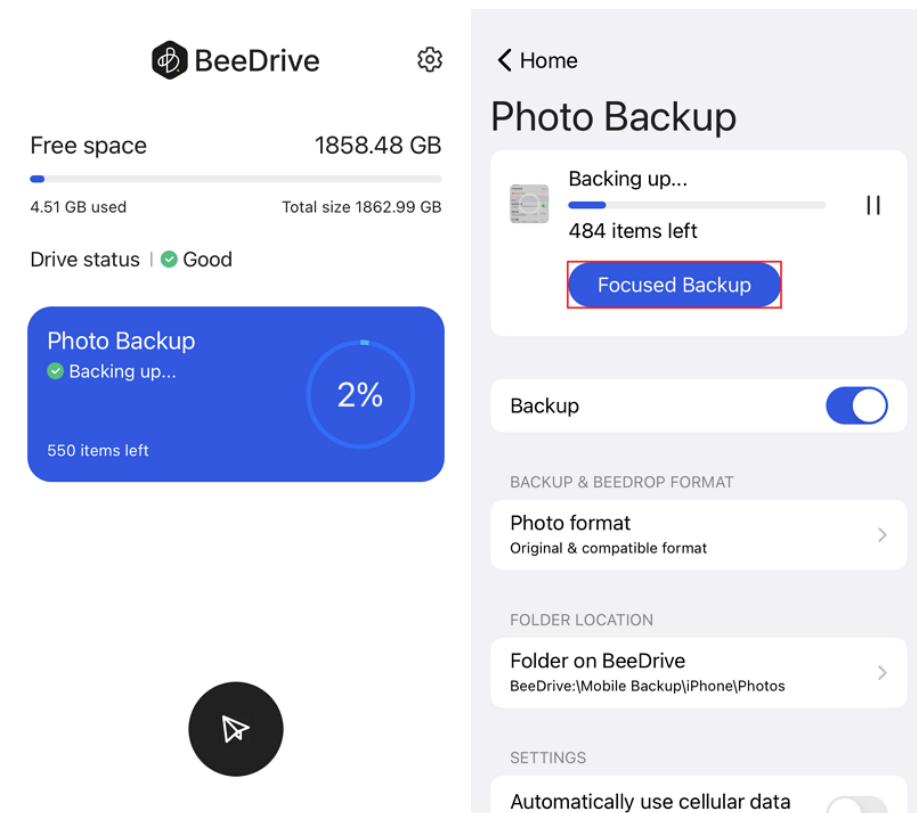 BeeDrive
Free space 1858.48 GB
4.51 GB used Total size 1862.99 GB
Drive status | Good
Photo Backup
Backing up...
2%
550 items left
Home
Photo Backup
Backing up...
484 items left
Focused Backup
Backup
BACKUP & BEEDROP FORMAT
Photo format
Original & compatible format
FOLDER LOCATION
Folder on BeeDrive
BeeDrive:\Mobile Backup\iPhone\Photos
SETTINGS
Automatically use cellular data